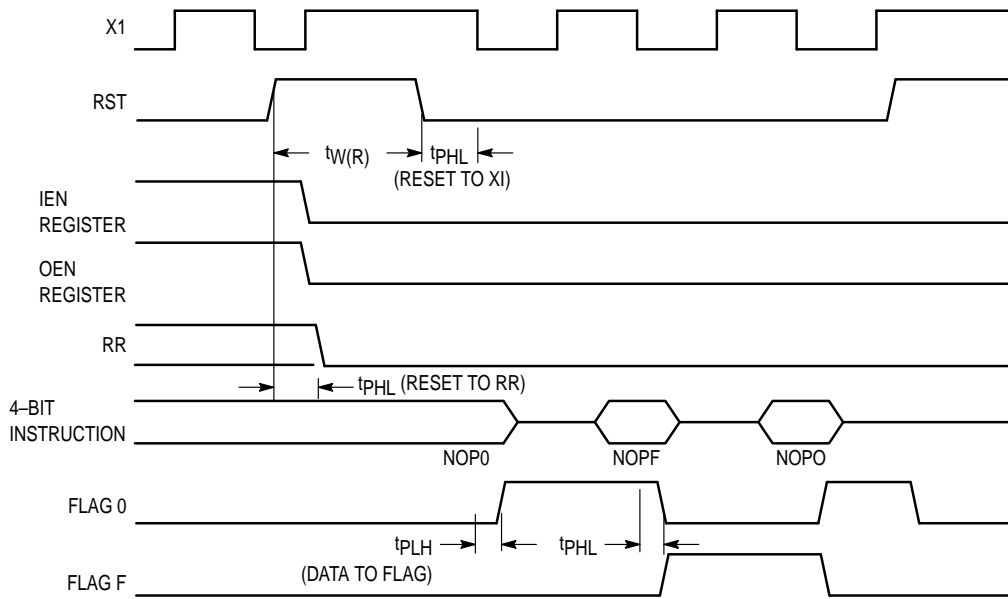 X1
RST
tW(R)
tPHL
(RESET TO XI)
IEN
REGISTER
OEN
REGISTER
RR
tPHL (RESET TO RR)
4–BIT
INSTRUCTION
NOP0
NOPF
NOPO
FLAG 0
tPLH
tPHL
(DATA TO FLAG)
FLAG F